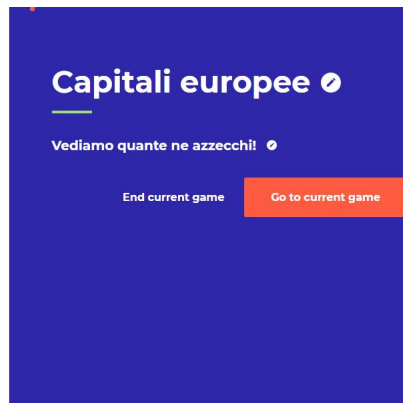 Capitali europee
Vediamo quante ne azzecchi!
End current game
Go to current game